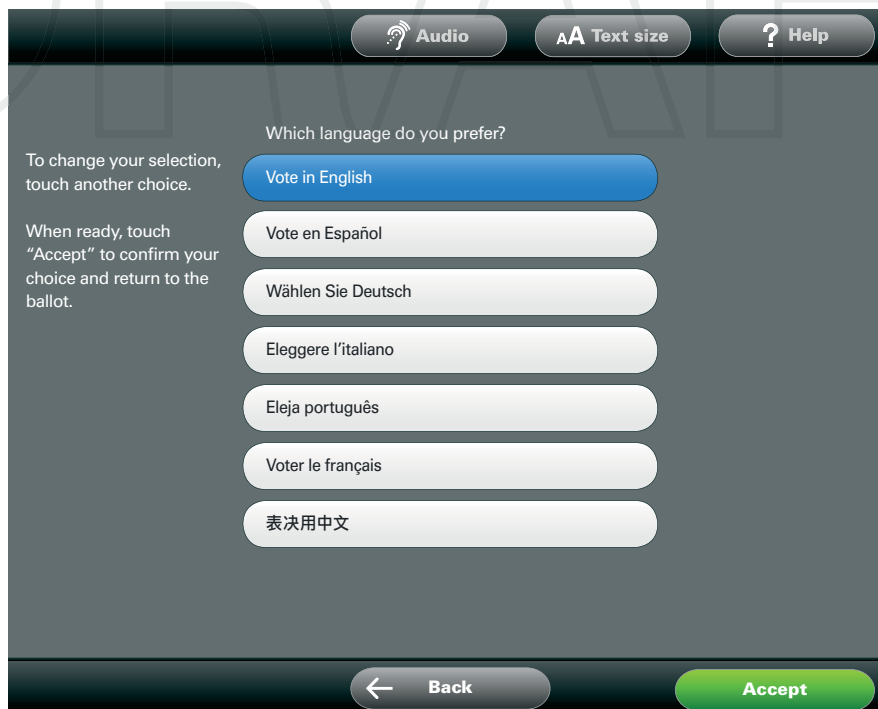 Audio
AA Text size
? Help
Which language do you prefer?
To change your selection,
touch another choice.
When ready, touch
“Accept” to confirm your
choice and return to the
ballot.
Vote in English
Vote en Español
Wählen Sie Deutsch
Eleggere l’italiano
Eleja português
Voter le français
表决用中文
Back
Accept